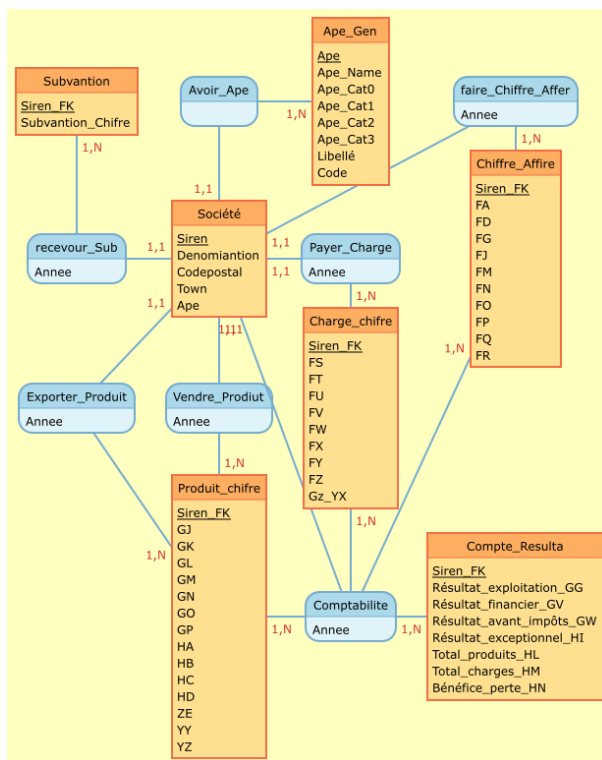 Ape_Gen
Ape
Ape_Name
Ape_Cat0
Ape_Cat1
Ape_Cat2
Ape_Cat3
Libellé
Code
Subvantion
Siren_FK
Subvantion_Chifre
Avoir_Ape
1,N
1,1
faire_Chiffre_Affer
Annee
1,N
1,N
Chiffre_Affire
Siren_FK
FA
FD
FG
FJ
FM
FN
FO
FP
FQ
FR
1,N
Société
Siren
Denomiantion
Codepostal
Town
Ape
recevour_Sub
Annee
1,1
1,1
1,1
Payer_Charge
Annee
1,N
1,1
1,1
Charge_chifre
Siren_FK
FS
FT
FU
FV
FW
FX
FY
FZ
Gz_YX
1,N
Exporter_Produit
Annee
Vendre_Prodiut
Annee
1,N
1,N
Produit_chifre
Siren_FK
GJ
GK
GL
GM
GN
GO
GP
HA
HB
HC
HD
ZE
YY
YZ
1,N
Comptabilite
Annee
1,N
Compte_Resulta
Siren_FK
Résultat_exploitation_GG
Résultat_financier_GV
Résultat_avant_impôts_GW
Résultat_exceptionnel_HI
Total_produits_HL
Total_charges_HM
Bénéfice_perte_HN